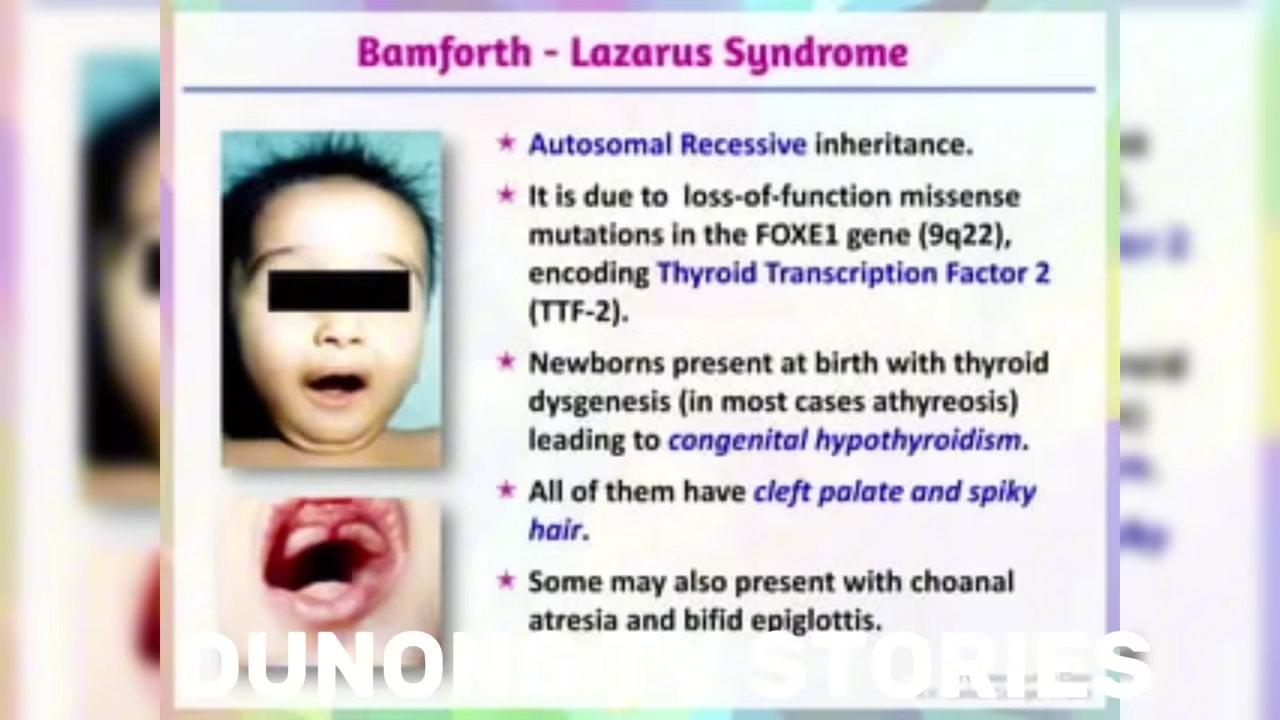 Bamforth - Lazarus Syndrome
★ Autosomal Recessive inheritance.
★ It is due to loss-of-function missense
mutations in the FOXE1 gene (9q22),
encoding Thyroid Transcription Factor 2
(TTF-2).
★ Newborns present at birth with thyroid
dysgenesis (in most cases athyreosis)
leading to congenital hypothyroidism.
★ All of them have cleft palate and spiky
hair.
★ Some may also present with choanal
atresia and bifid epiglottis.
STORIES